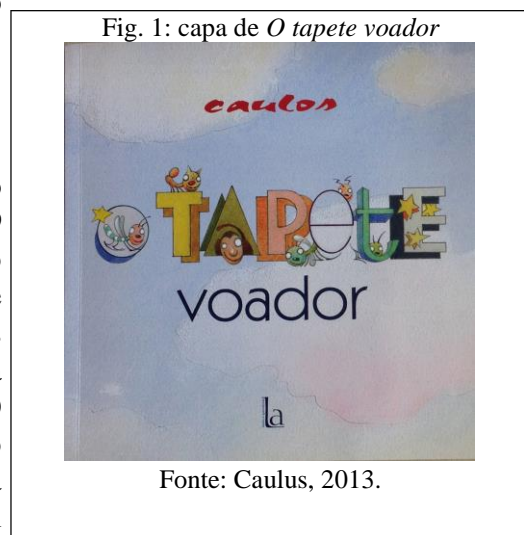 Fig. 1: capa de O tapete voador
caulos
O TAPETE
voador
la
Fonte: Caulus, 2013.